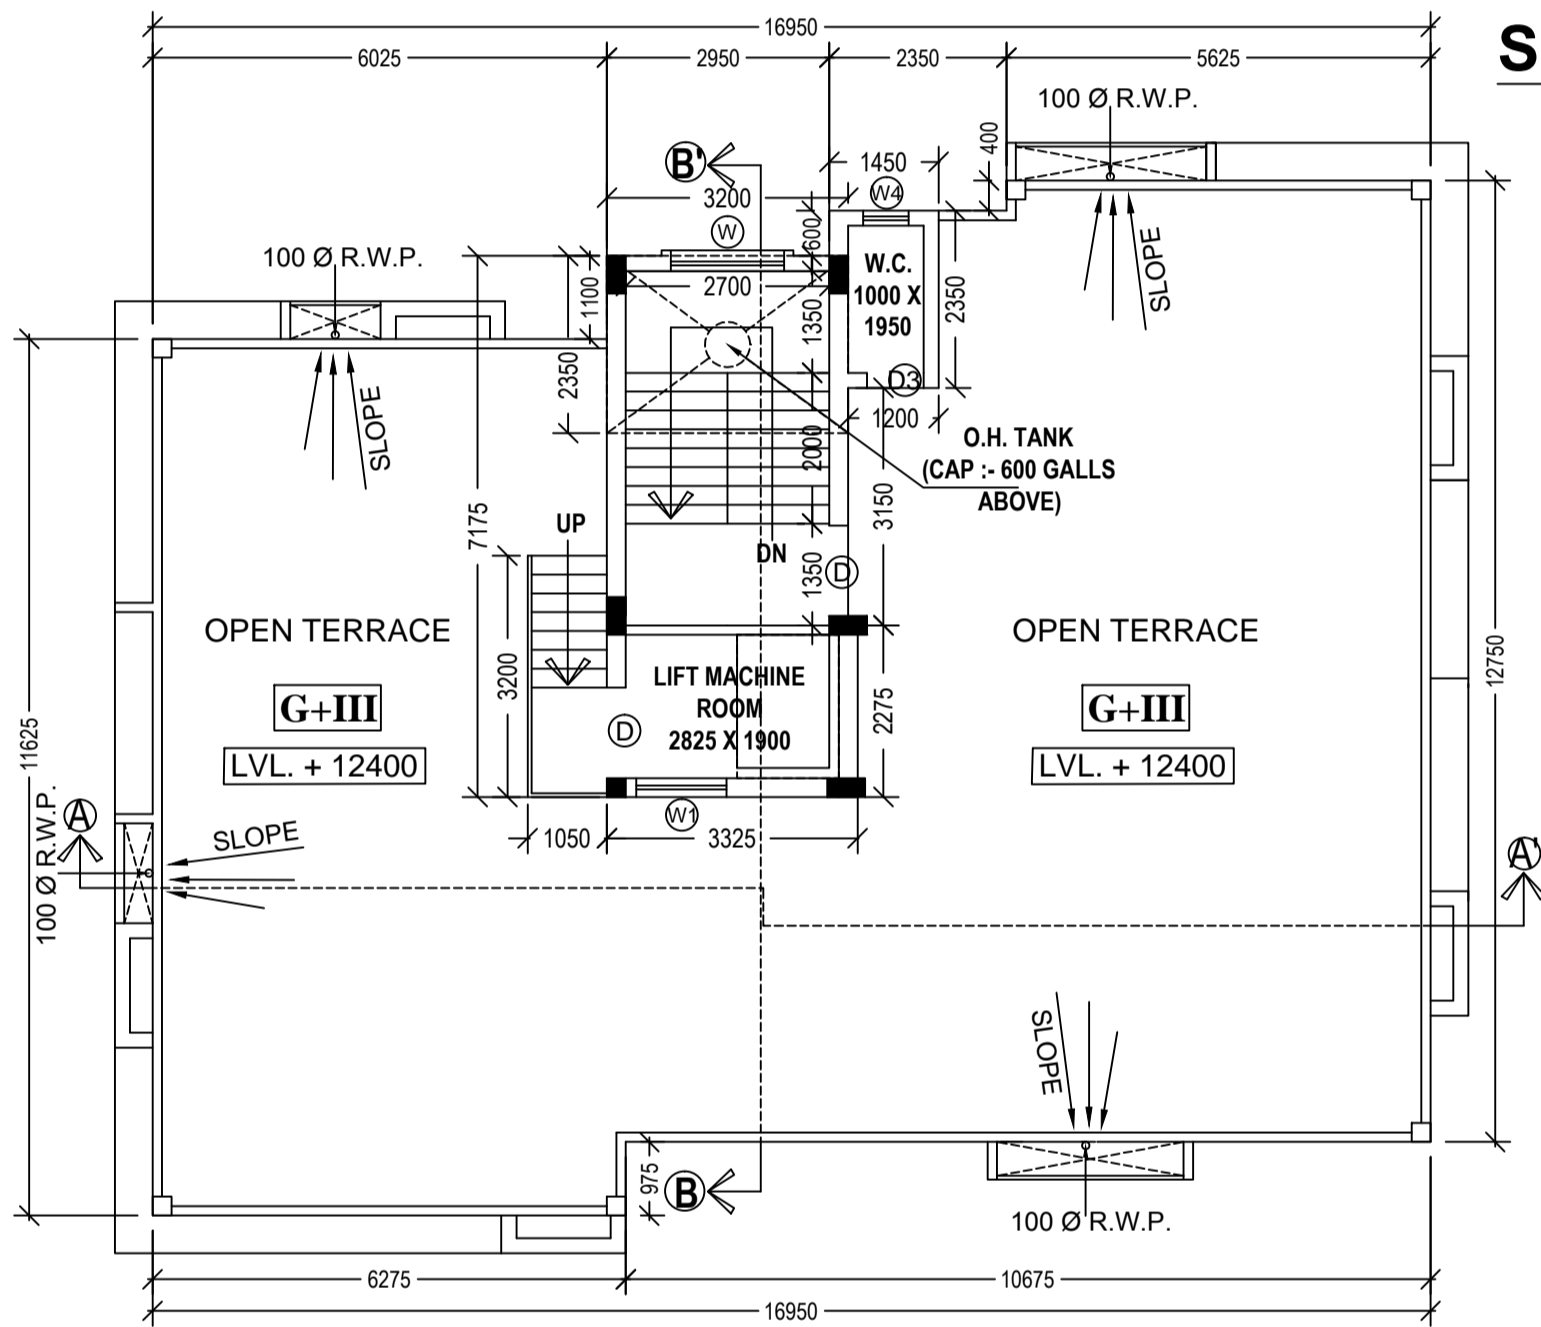 16950
S
6025
2950
2350
5625
100 Ø R.W.P.
400
B'
1450
3200
W4
W
600
100 Ø R.W.P.
W.C.
1000 X
1950
2700
1100
1350
2350
SLOPE
2350
D3
SLOPE
1200
O.H. TANK
(CAP :- 600 GALLS
ABOVE)
2000
3150
7175
UP
DN
1350
D
OPEN TERRACE
OPEN TERRACE
3200
LIFT MACHINE
ROOM
2825 X 1900
12750
2275
G+III
G+III
D
11625
LVL. + 12400
LVL. + 12400
A
W1
SLOPE
1050
3325
A'
100 Ø R.W.P.
SLOPE
975
B
100 Ø R.W.P.
6275
10675
16950